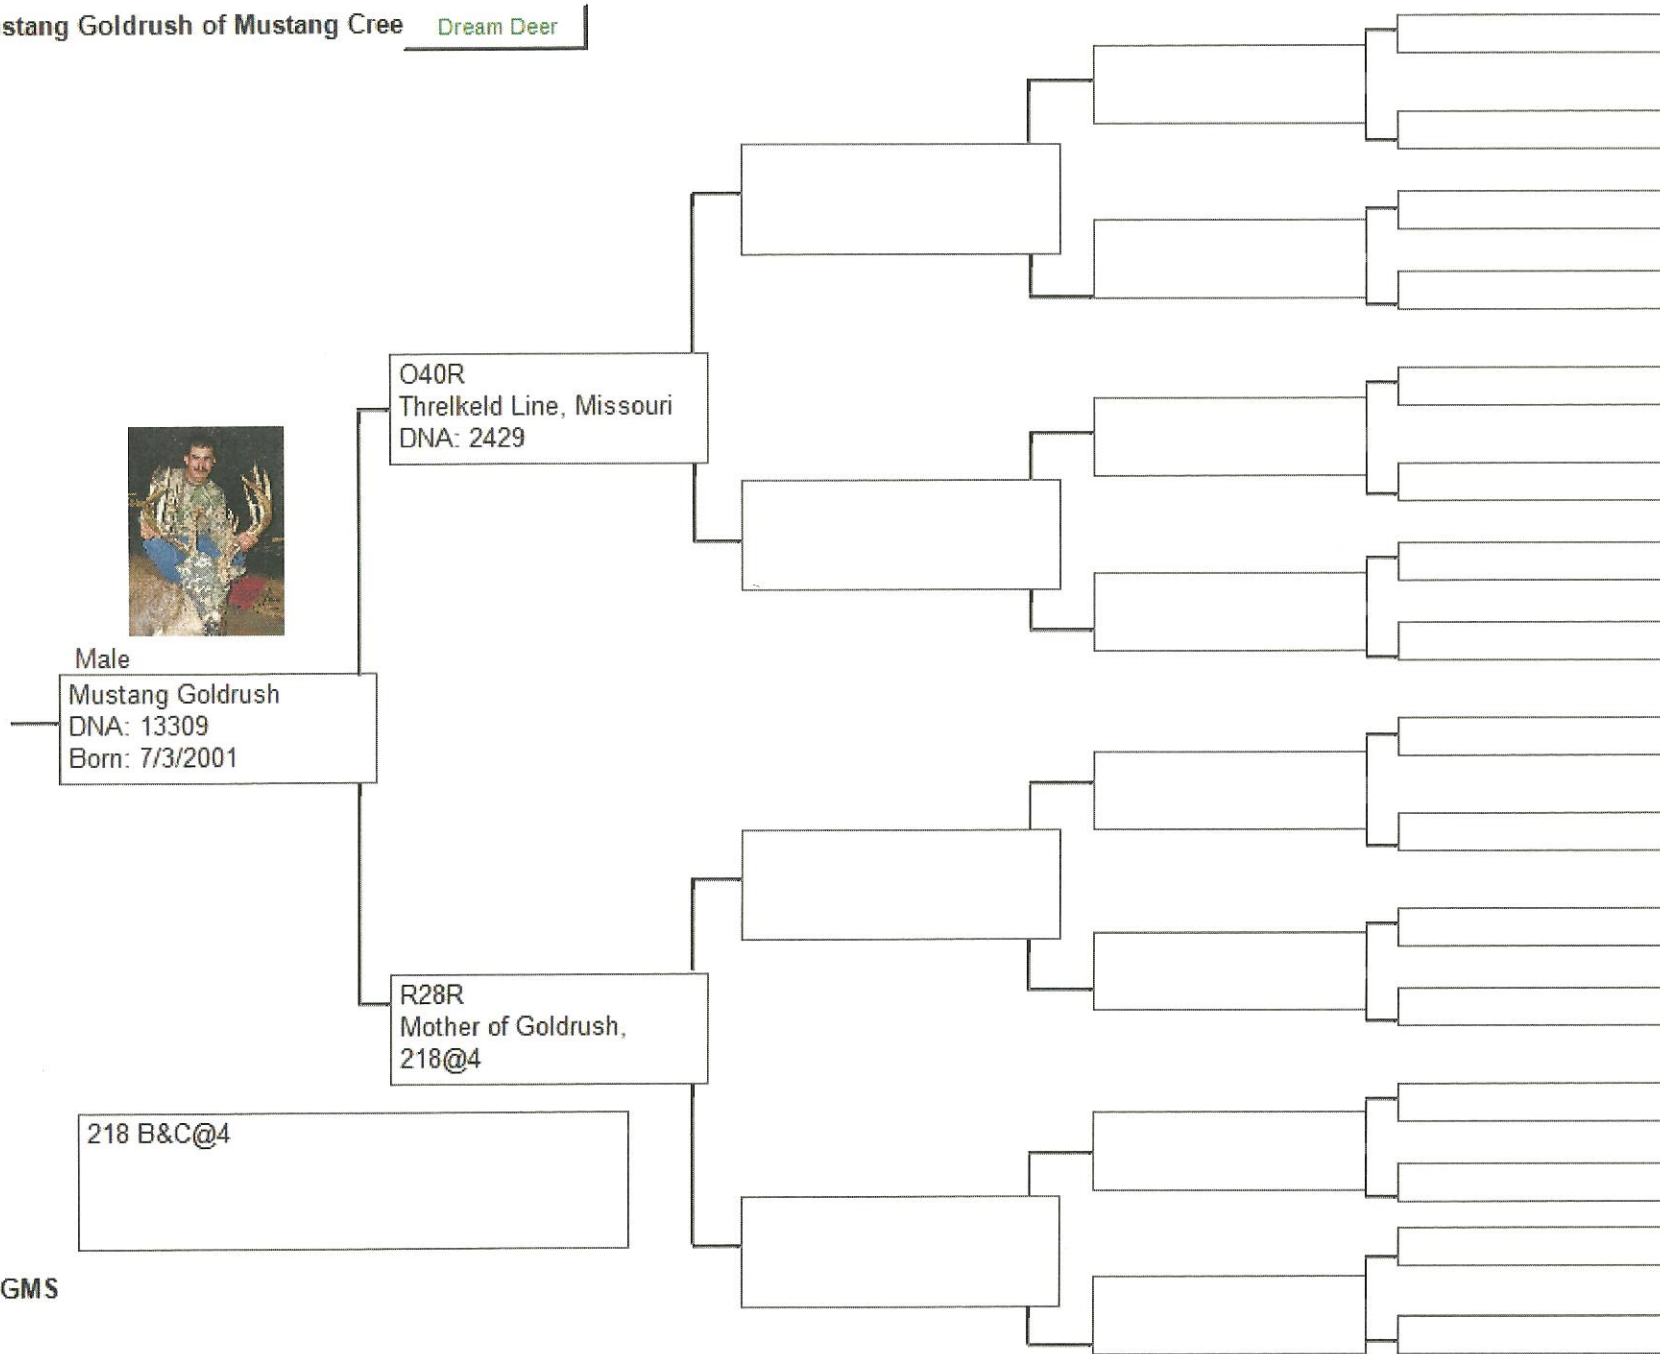 stang Goldrush of Mustang Cree
Dream Deer
O40R
Threlkeld Line, Missouri
DNA: 2429
Male
Mustang Goldrush
DNA: 13309
Born: 7/3/2001
R28R
Mother of Goldrush,
218@4
218 B&C@4
GMS